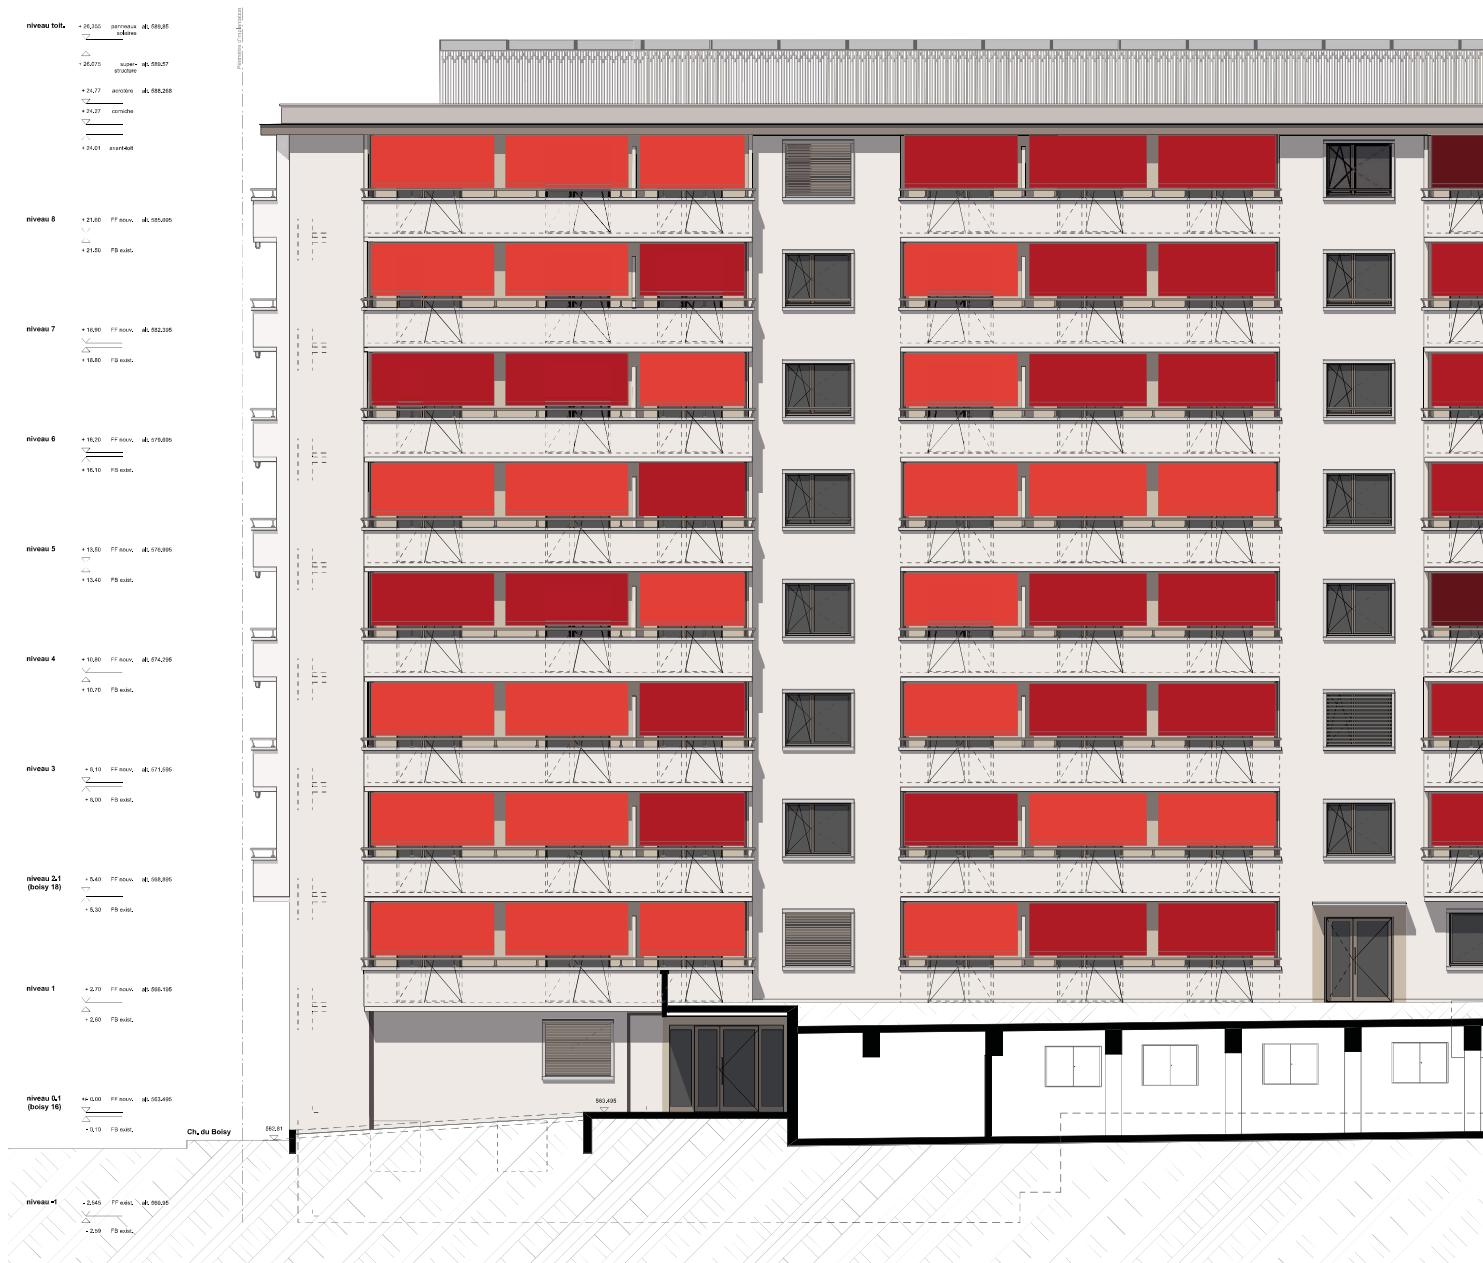 niveau toit. + 26,355 panneaux solaires alt. 589,85
Périmètre d'implantation
+ 26.075 super-structure alt. 589.57
+ 24,77 acrotère alt. 588,268
+ 24.27 corniche
+ 24.01 avant-toit
niveau 8 + 21,60 FF nouv. alt. 585,095
+ 21.50 FB exist.
niveau 7 + 18,90 FF nouv. alt. 582,395
+ 18.80 FB exist.
niveau 6 + 16,20 FF nouv. alt. 579,695
+ 16.10 FB exist.
niveau 5 + 13,50 FF nouv. alt. 576,995
+ 13.40 FB exist.
niveau 4 + 10,80 FF nouv. alt. 574,295
+ 10.70 FB exist.
niveau 3 + 8,10 FF nouv. alt. 571,595
+ 8,00 FB exist.
niveau 2.1 + 5.40 FF nouv. alt. 568,895
(boisy 18)
+ 5,30 FB exist.
niveau 1 + 2.70 FF nouv. alt. 566.195
+ 2,60 FB exist.
niveau 0.1 +- 0.00 FF nouv. alt. 563.495
(boisy 16)
563.495
- 0,10 FB exist.
Ch. du Boisy
562.81
niveau -1 - 2,545 FF exist. alt. 560.95
- 2.59 FB exist.